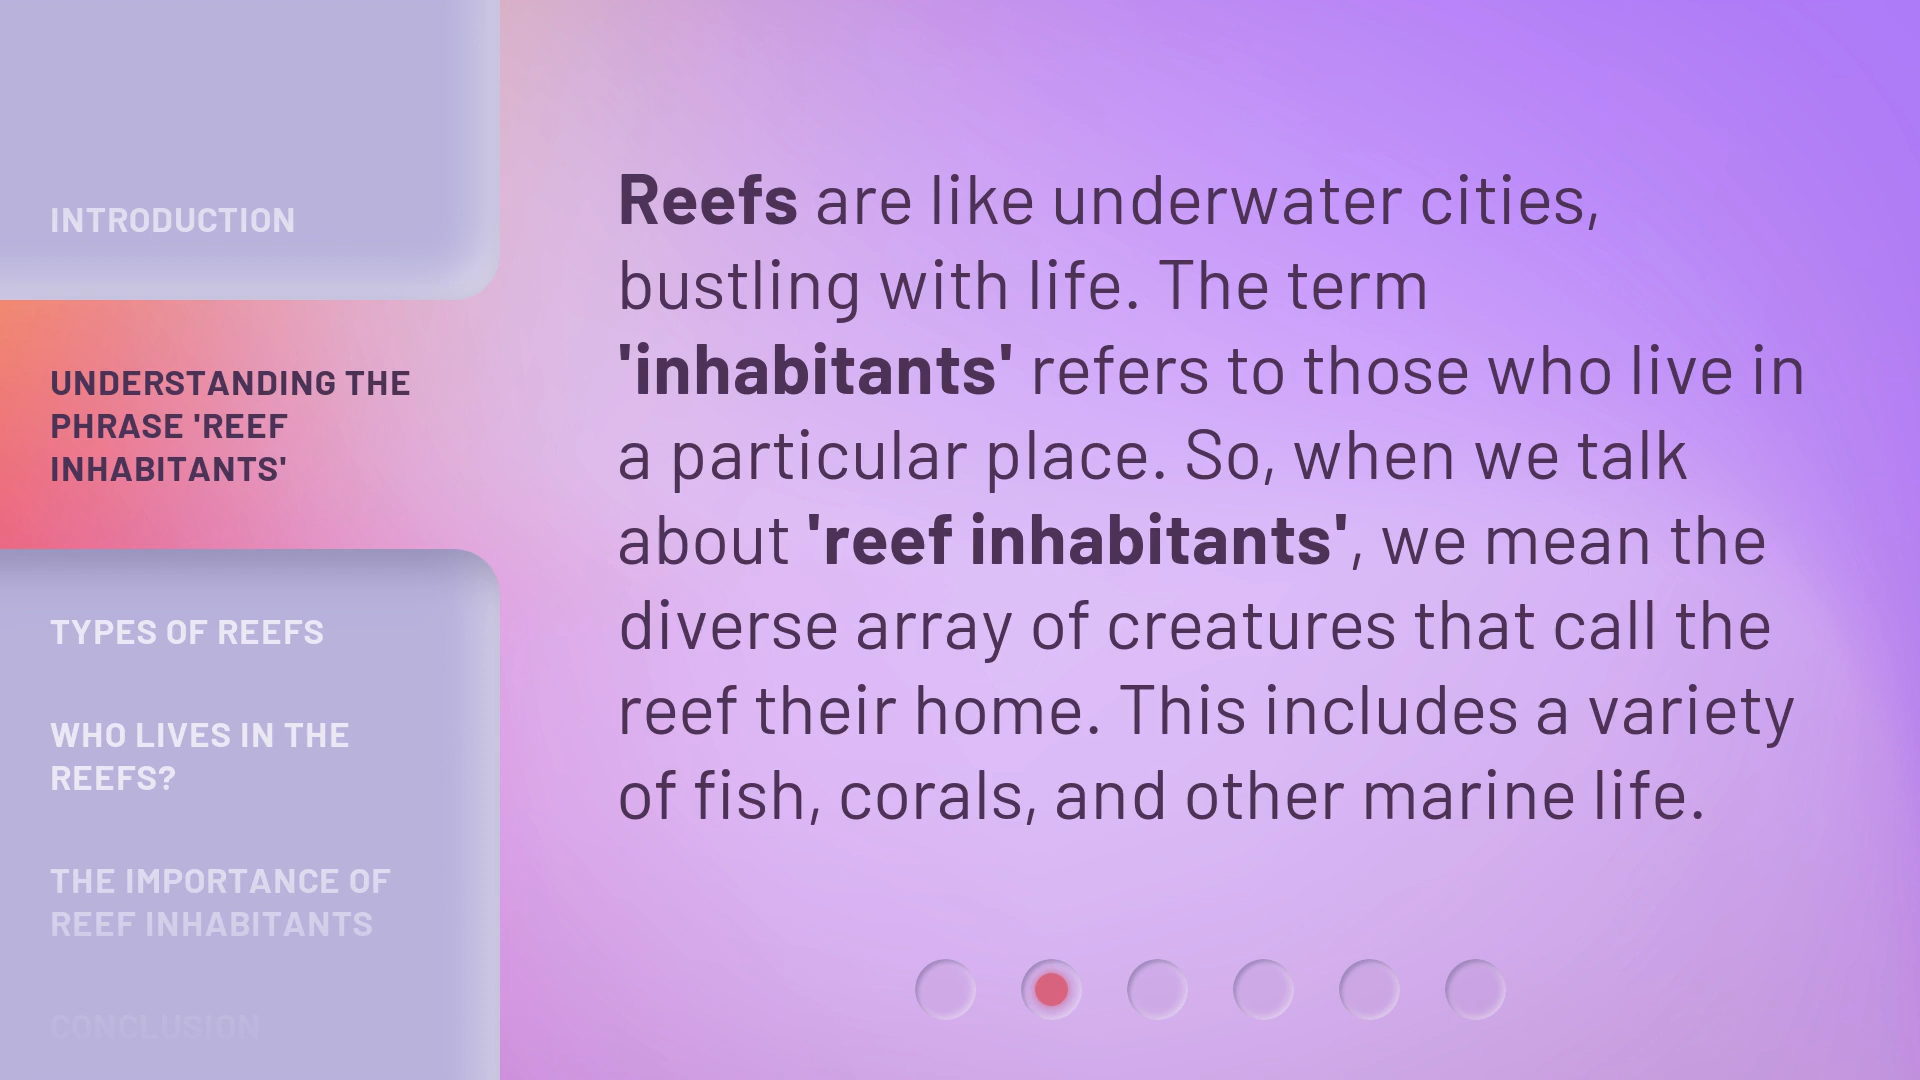 INTRODUCTION
UNDERSTANDING THE
PHRASE 'REEF
INHABITANTS'
TYPES OF REEFS
WHO LIVES IN THE
REEFS?
THE IMPORTANCE OF
REEF INHABITANTS
CONCLUSION
Reefs are like underwater cities,
bustling with life. The term
'inhabitants' refers to those who live in
a particular place. So, when we talk
about 'reef inhabitants', we mean the
diverse array of creatures that call the
reef their home. This includes a variety
of fish, corals, and other marine life.